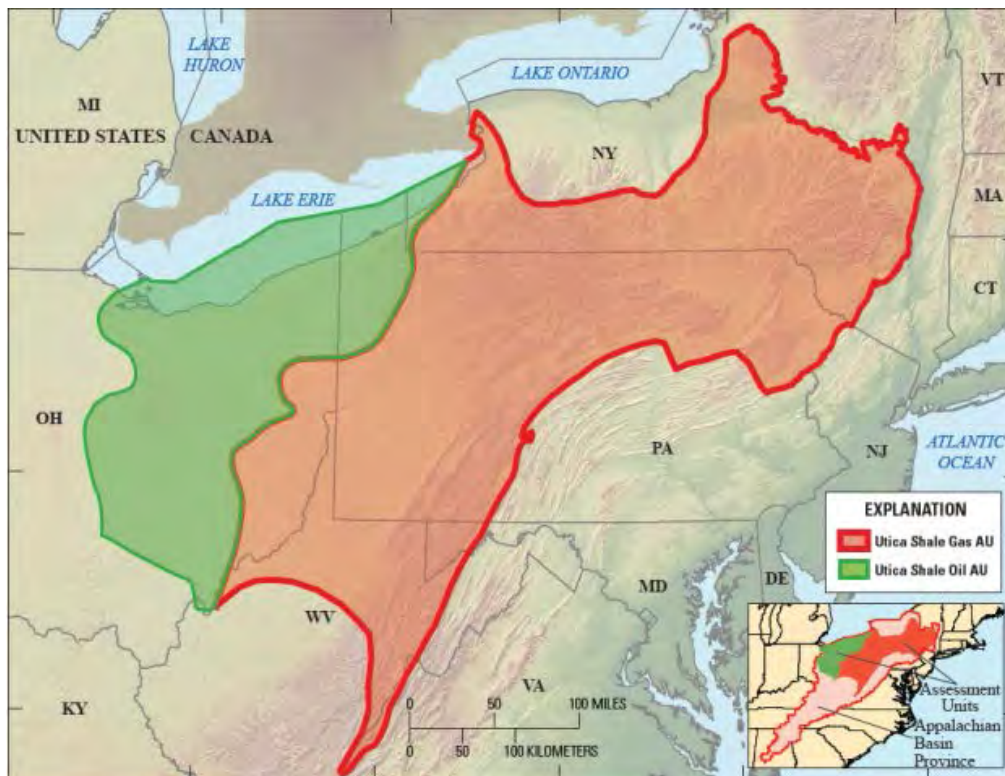 LAKE
HURON
LAKE ONTARIO
VT
MI
UNITED STATES
CANADA
NY
MA
LAKE ERIE
CT
OH
PA
NJ
ATLANTIC
OCEAN
EXPLANATION
Utica Shale Gas AU
Utica Shale Oil AU
MD
DE
WV
VA
KY
0 50 100 MILES
0 50 100 KILOMETERS
Assessment
Units
Appalachian
Basin
Province